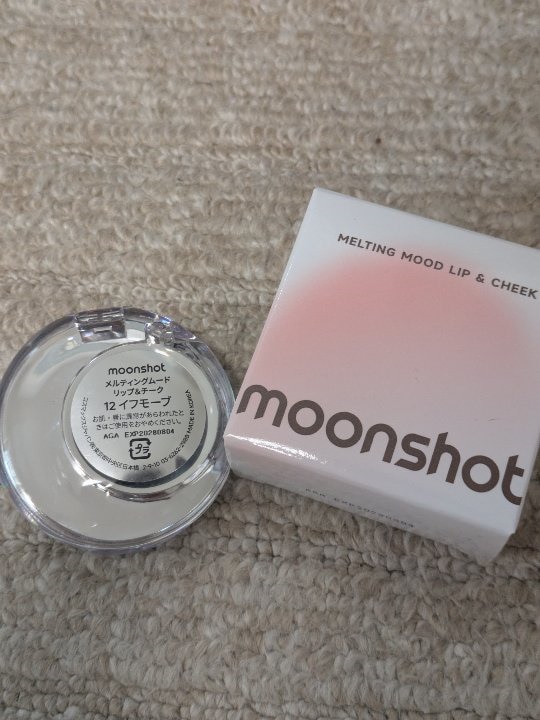 moonshot
メルティングムード
リップ&チーク
12 イフモーブ
お肌・唇に異常があらわれたと
きはご使用をおやめください。
AGA EXP20280804
プラ
MADE IN KOREA
MELTING MOOD LIP & CHEEK
moonshot